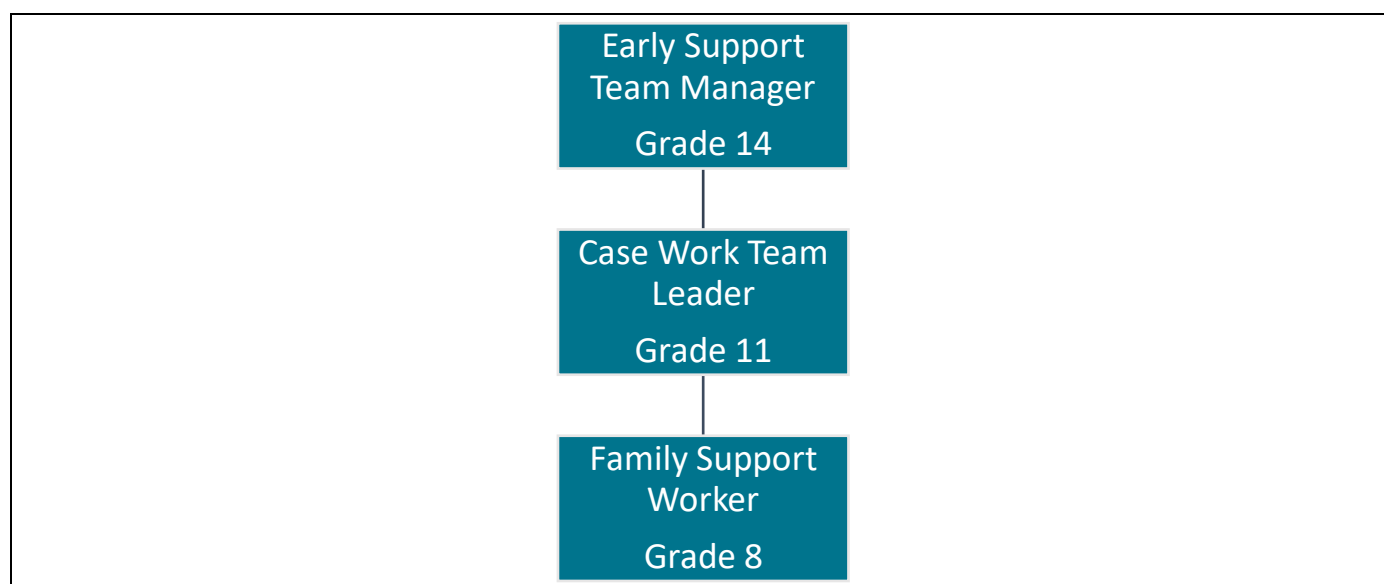 Early Support
Team Manager
Grade 14
Case Work Team
Leader
Grade 11
Family Support
Worker
Grade 8